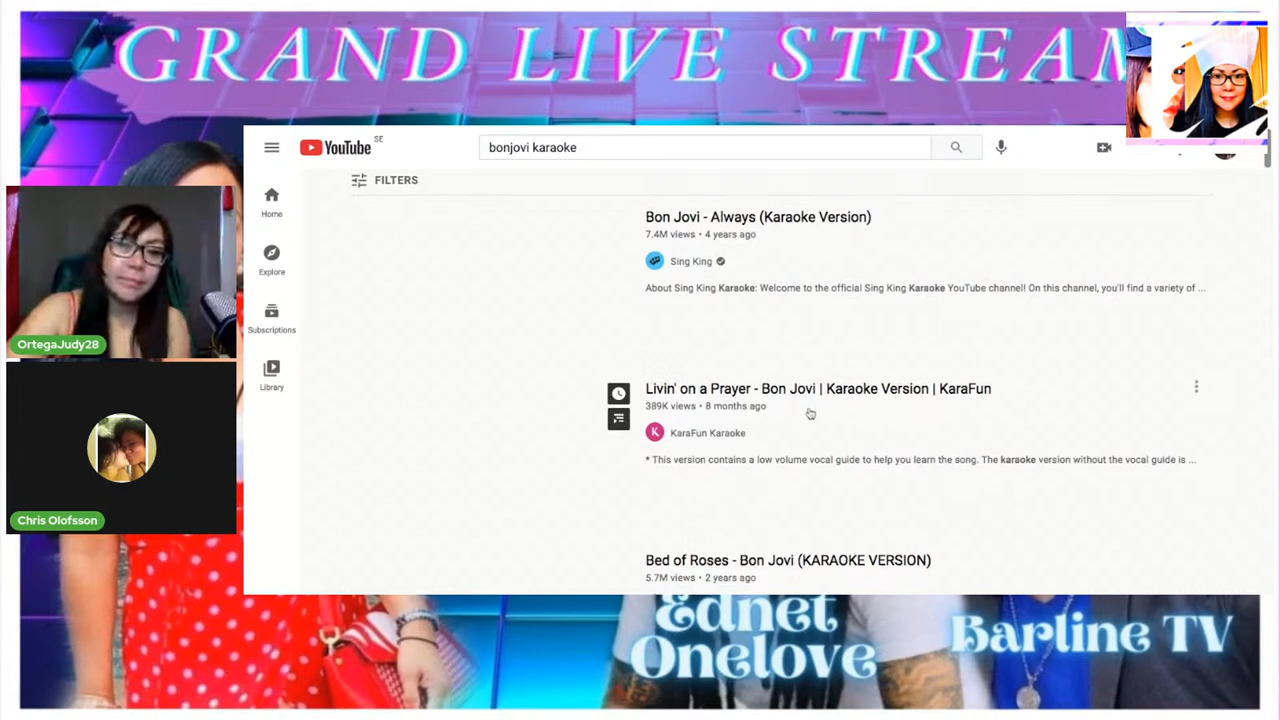 GRAND LIVE STREAM
YouTube SE
bonjovi karaoke
FILTERS
Home
Explore
Subscriptions
Library
Bon Jovi - Always (Karaoke Version)
7.4M views • 4 years ago
Sing King
About Sing King Karaoke: Welcome to the official Sing King Karaoke YouTube channel! On this channel, you'll find a variety of ...
Livin' on a Prayer - Bon Jovi | Karaoke Version | KaraFun
389K views • 8 months ago
K KaraFun Karaoke
* This version contains a low volume vocal guide to help you learn the song. The karaoke version without the vocal guide is ...
Bed of Roses - Bon Jovi (KARAOKE VERSION)
5.7M views • 2 years ago
OrtegaJudy28
Chris Olofsson
Ednet
Onelove
Barline TV